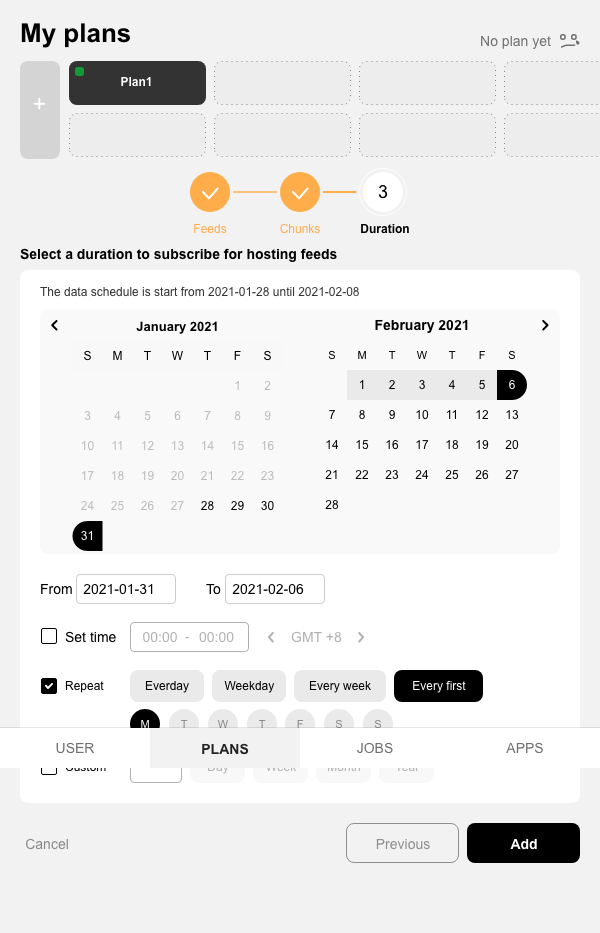 My plans
No plan yet
+
Plan1
3
Feeds Chunks Duration
Select a duration to subscribe for hosting feeds
The data schedule is start from 2021-01-28 until 2021-02-08
January 2021
S M T W T F S
1 2
3 4 5 6 7 8 9
10 11 12 13 14 15 16
17 18 19 20 21 22 23
24 25 26 27 28 29 30
31
February 2021
S M T W T F S
1 2 3 4 5 6
7 8 9 10 11 12 13
14 15 16 17 18 19 20
21 22 23 24 25 26 27
28
From 2021-01-31 To 2021-02-06
Set time 00:00 - 00:00 GMT +8
Repeat Everday Weekday Every week Every first
M T W T F S S
USER PLANS JOBS APPS
Custom Day Week Month Year
Cancel Previous Add